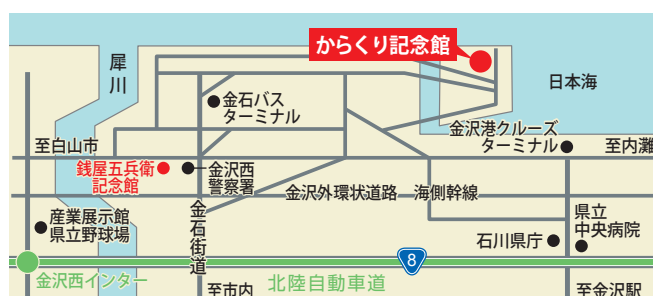 からくり記念館
犀川
日本海
金石バス
ターミナル
金沢港クルーズ
ターミナル
至白山市
至内灘
銭屋五兵衛
記念館
金沢西
警察署
金沢外環状道路 海側幹線
産業展示館
県立野球場
金石街道
県立
中央病院
石川県庁
8
金沢西インター
北陸自動車道
至市内
至金沢駅